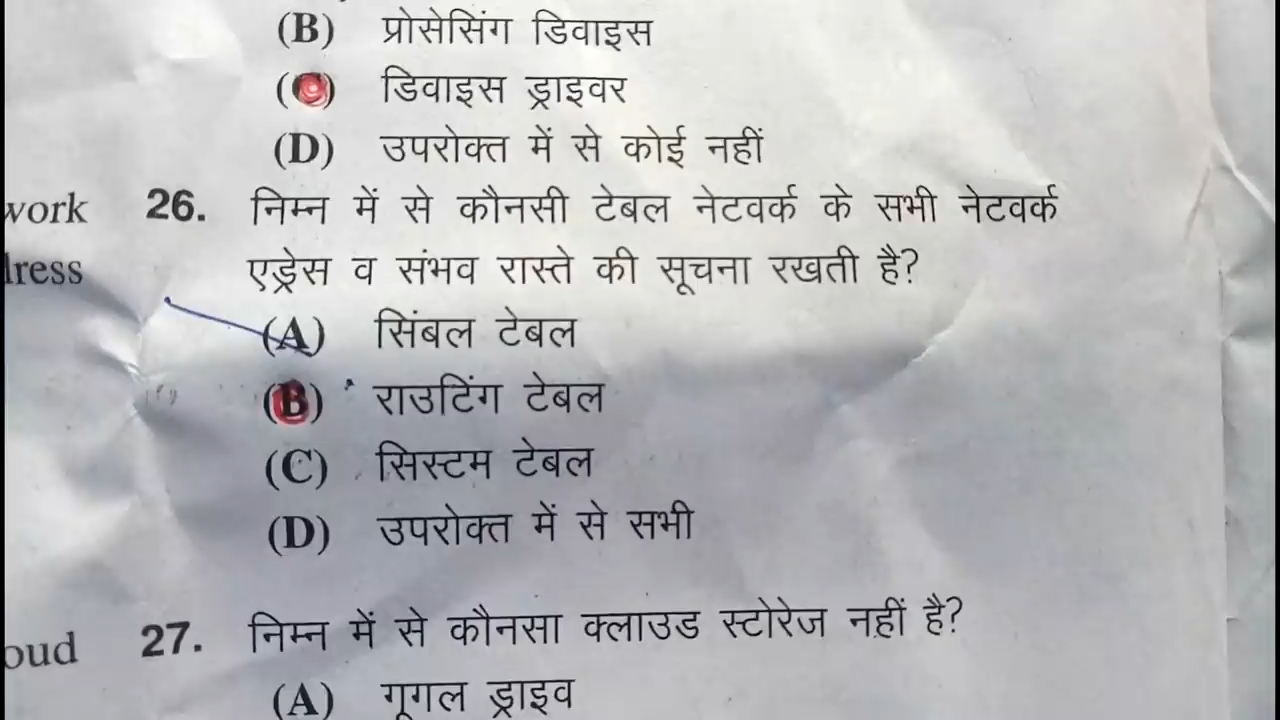 (B) प्रोसेसिंग डिवाइस
(C) डिवाइस ड्राइवर
(D) उपरोक्त में से कोई नहीं
work 26. निम्न में से कौनसी टेबल नेटवर्क के सभी नेटवर्क
dress एड्रेस व संभव रास्ते की सूचना रखती है?
(A) सिंबल टेबल
(B) राउटिंग टेबल
(C) सिस्टम टेबल
(D) उपरोक्त में से सभी
oud 27. निम्न में से कौनसा क्लाउड स्टोरेज नहीं है?
(A) गूगल ड्राइव